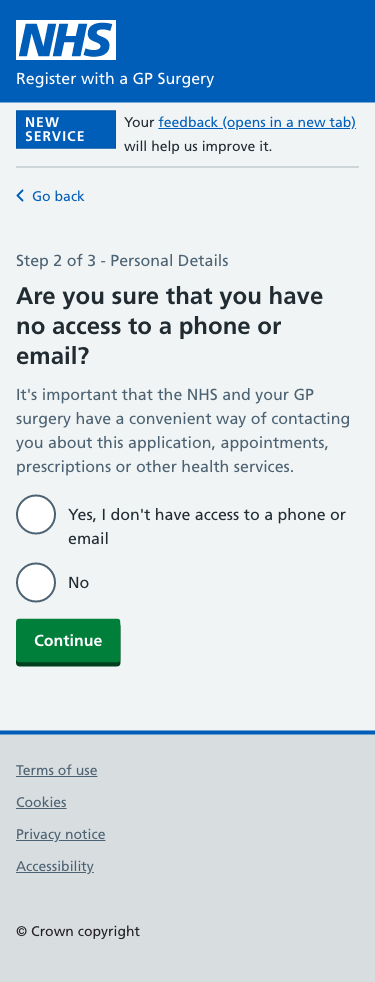 NHS
Register with a GP Surgery
NEW
SERVICE
Your feedback (opens in a new tab)
will help us improve it.
Go back
Step 2 of 3 - Personal Details
Are you sure that you have
no access to a phone or
email?
It's important that the NHS and your GP
surgery have a convenient way of contacting
you about this application, appointments,
prescriptions or other health services.
Yes, I don't have access to a phone or
email
No
Continue
Terms of use
Cookies
Privacy notice
Accessibility
© Crown copyright